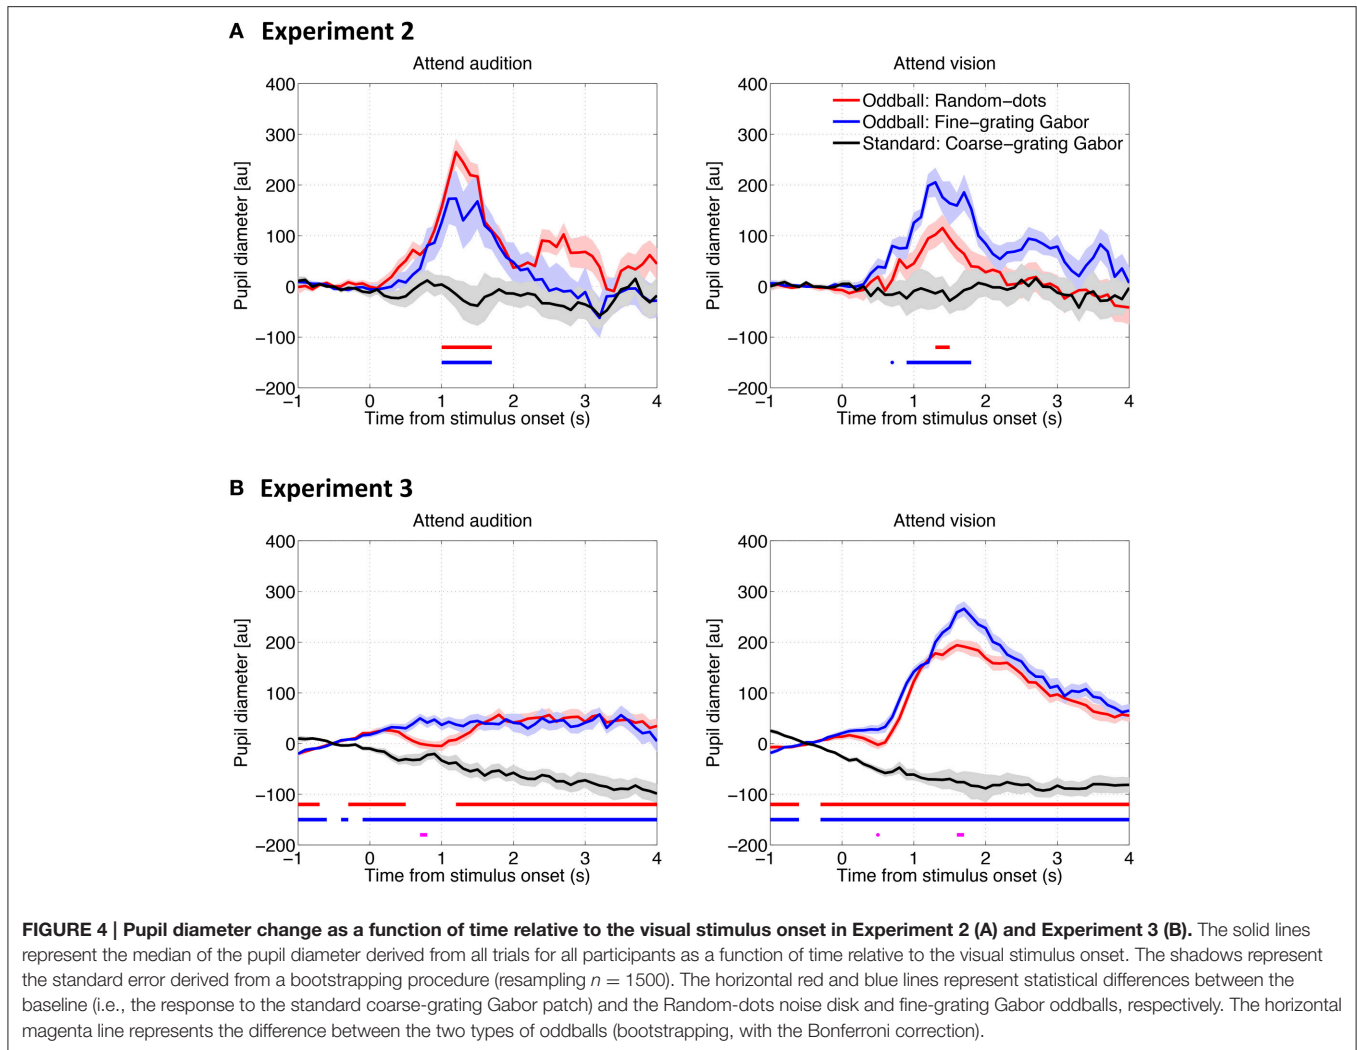 A Experiment 2
Attend audition
Attend vision
400
300
200
100
0
−100
−200
Pupil diameter [au]
−1 0 1 2 3 4
Time from stimulus onset (s)
400
300
200
100
0
−100
−200
Pupil diameter [au]
Oddball: Random−dots
Oddball: Fine−grating Gabor
Standard: Coarse−grating Gabor
−1 0 1 2 3 4
Time from stimulus onset (s)
B Experiment 3
Attend audition
Attend vision
400
300
200
100
0
−100
−200
Pupil diameter [au]
−1 0 1 2 3 4
Time from stimulus onset (s)
400
300
200
100
0
−100
−200
Pupil diameter [au]
−1 0 1 2 3 4
Time from stimulus onset (s)
FIGURE 4 | Pupil diameter change as a function of time relative to the visual stimulus onset in Experiment 2 (A) and Experiment 3 (B). The solid lines
represent the median of the pupil diameter derived from all trials for all participants as a function of time relative to the visual stimulus onset. The shadows represent
the standard error derived from a bootstrapping procedure (resampling n = 1500). The horizontal red and blue lines represent statistical differences between the
baseline (i.e., the response to the standard coarse-grating Gabor patch) and the Random-dots noise disk and fine-grating Gabor oddballs, respectively. The horizontal
magenta line represents the difference between the two types of oddballs (bootstrapping, with the Bonferroni correction).